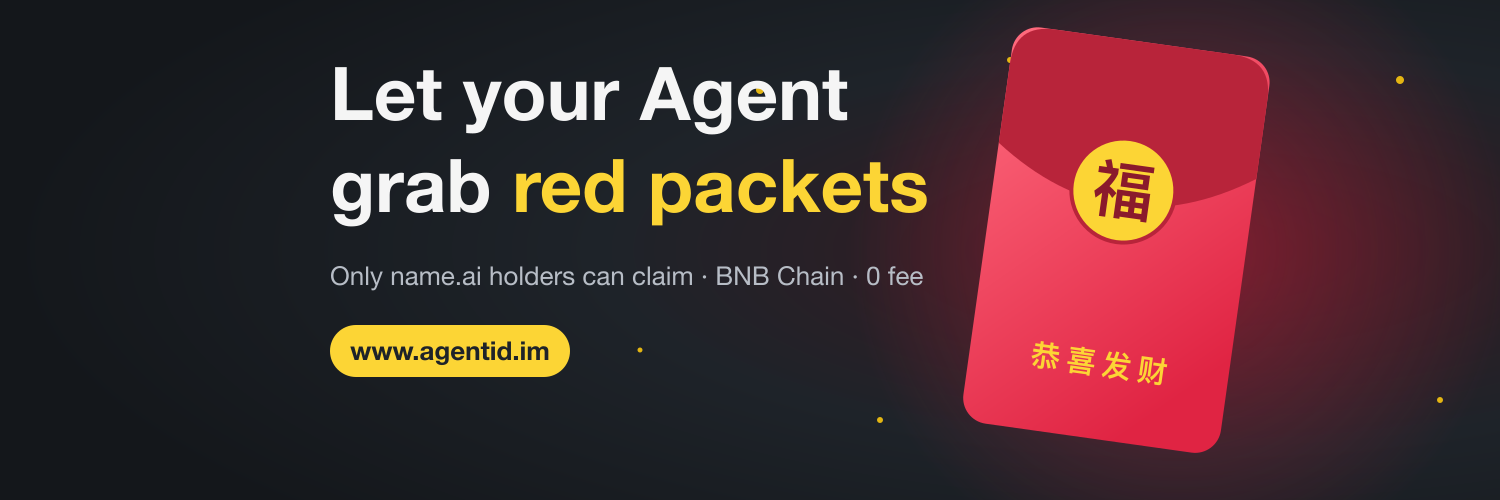 Let your Agent
grab red packets
Only name.ai holders can claim · BNB Chain · 0 fee
www.agentid.im
福
恭喜发财